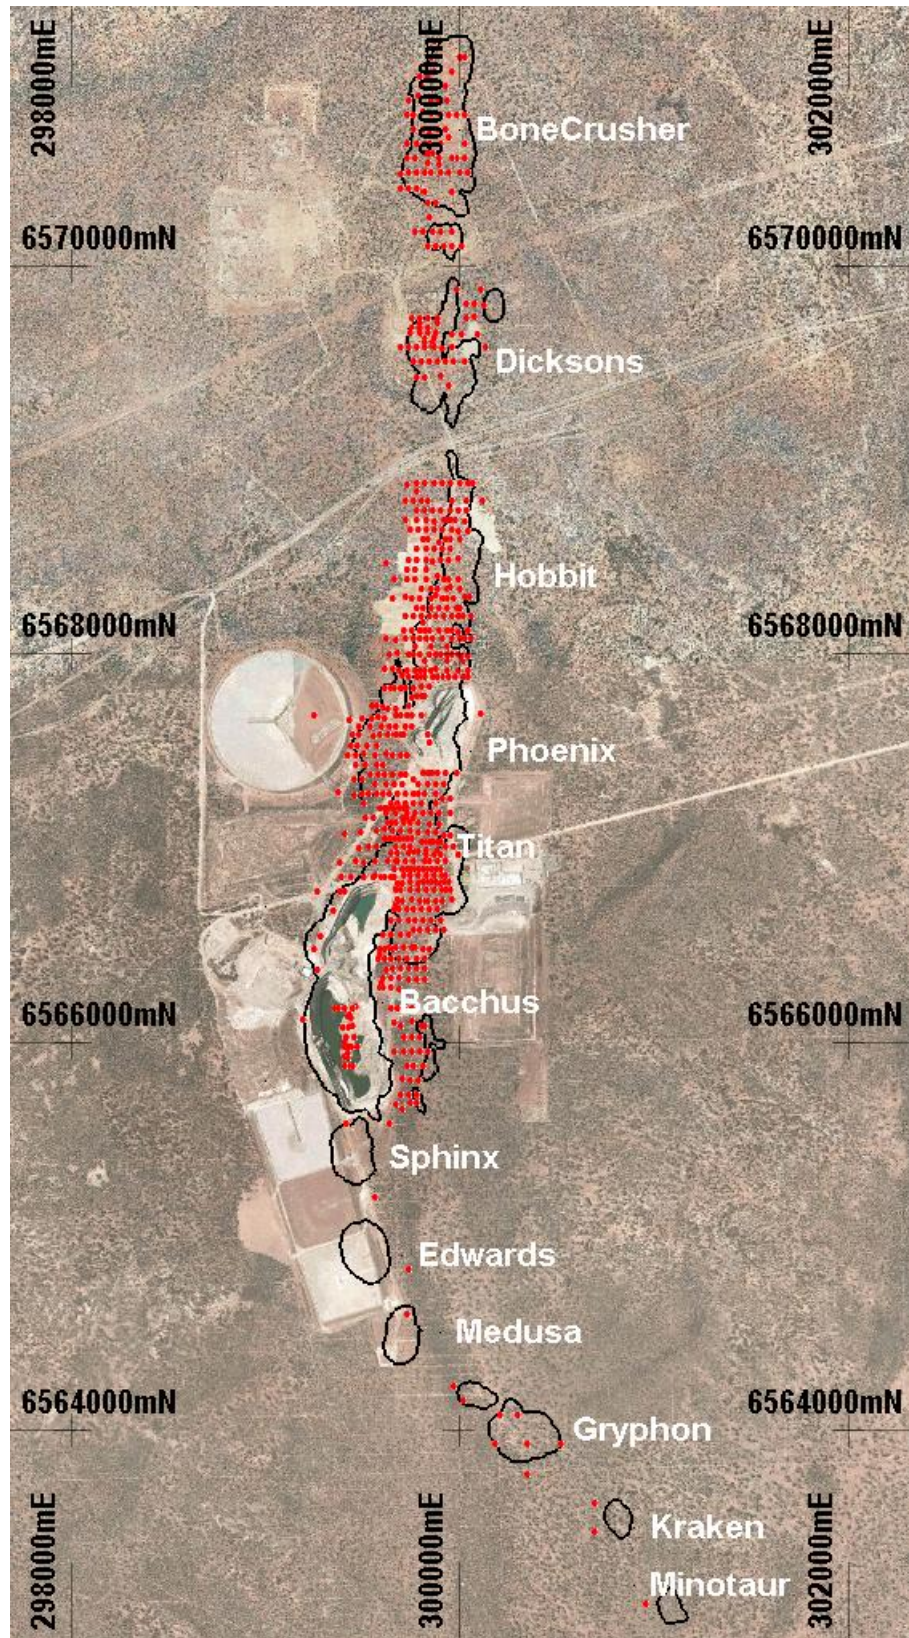 298000mE
300000mE
302000mE
BoneCrusher
6570000mN
6570000mN
Dicksons
Hobbit
6568000mN
6568000mN
Phoenix
Titan
Bacchus
6566000mN
6566000mN
Sphinx
Edwards
Medusa
6564000mN
6564000mN
Gryphon
Kraken
Minotaur
298000mE
300000mE
302000mE